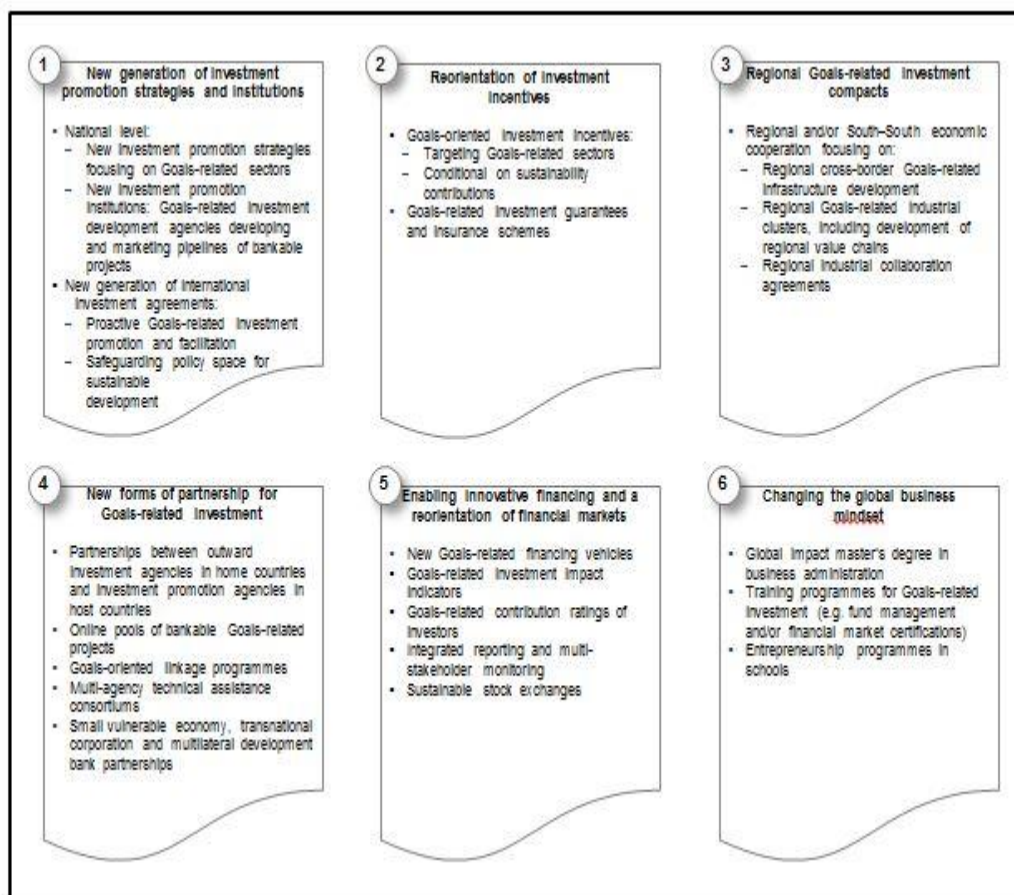 1
New generation of investment
promotion strategies and institutions
▪ National level:
– New investment promotion strategies
focusing on Goals-related sectors
– New investment promotion
institutions: Goals-related investment
development agencies developing
and marketing pipelines of bankable
projects
▪ New generation of international
investment agreements:
– Proactive Goals-related investment
promotion and facilitation
– Safeguarding policy space for
sustainable
development
2
Reorientation of investment
incentives
▪ Goals-oriented investment incentives:
– Targeting Goals-related sectors
– Conditional on sustainability
contributions
▪ Goals-related investment guarantees
and insurance schemes
3
Regional Goals-related investment
compacts
▪ Regional and/or South–South economic
cooperation focusing on:
– Regional cross-border Goals-related
infrastructure development
– Regional Goals-related industrial
clusters, including development of
regional value chains
– Regional industrial collaboration
agreements
4
New forms of partnership for
Goals-related investment
▪ Partnerships between outward
investment agencies in home countries
and investment promotion agencies in
host countries
▪ Online pools of bankable Goals-related
projects
▪ Goals-oriented linkage programmes
▪ Multi-agency technical assistance
consortiums
▪ Small vulnerable economy, transnational
corporation and multilateral development
bank partnerships
5
Enabling innovative financing and a
reorientation of financial markets
▪ New Goals-related financing vehicles
▪ Goals-related investment impact
indicators
▪ Goals-related contribution ratings of
investors
▪ Integrated reporting and multi-
stakeholder monitoring
▪ Sustainable stock exchanges
6
Changing the global business
mindset
▪ Global impact master's degree in
business administration
▪ Training programmes for Goals-related
investment (e.g. fund management
and/or financial market certifications)
▪ Entrepreneurship programmes in
schools